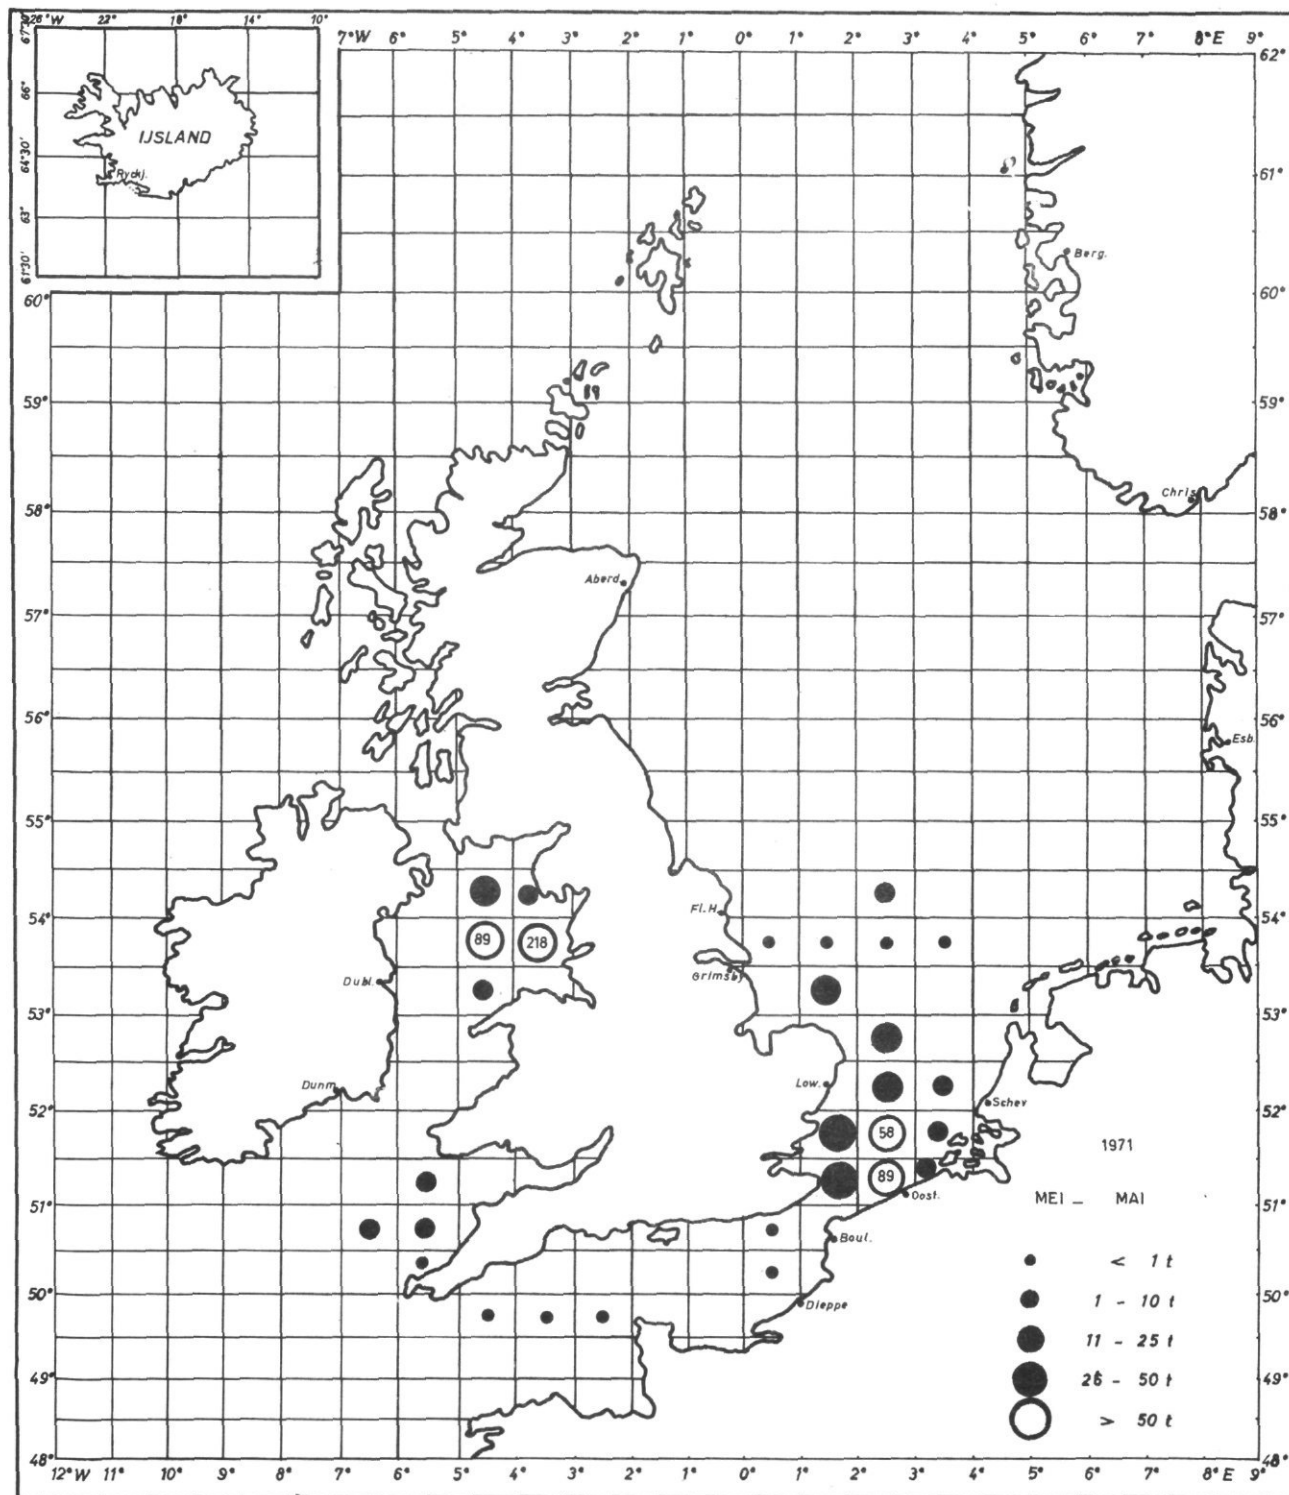 26°W 22° 18° 14° 10°
67°
66°
64°30'
63°
61°30'
IJSLAND
Ryckj.
7°W 6° 5° 4° 3° 2° 1° 0° 1° 2° 3° 4° 5° 6° 7° 8°E 9°
62°
61°
60° 60°
59° 59°
58° 58°
57° 57°
56° 56°
55° 55°
54° 54°
53° 53°
52° 52°
51° 51°
50° 50°
49° 49°
48° 48°
Berg.
Chris
Aberd.
Esb.
Fl. H.
89 218
Grimsby
Dubl.
Low.
Dunm.
Schev
58
89
Oost.
Boul.
Dieppe
1971
MEI _ MAI
< 1 t
1 - 10 t
11 - 25 t
26 - 50 t
> 50 t
12°W 11° 10° 9° 8° 7° 6° 5° 4° 3° 2° 1° 0° 1° 2° 3° 4° 5° 6° 7° 8°E 9°